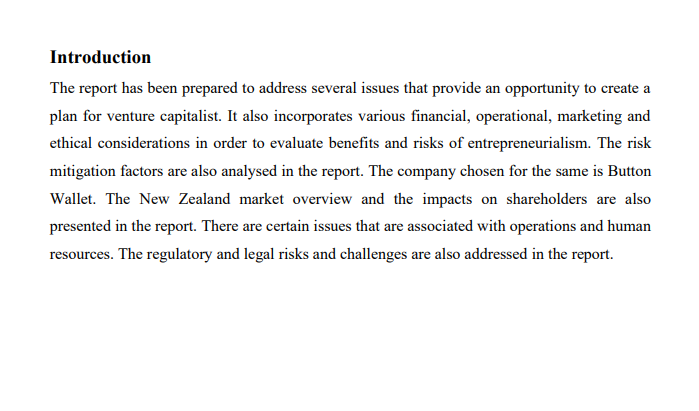 Introduction
The report has been prepared to address several issues that provide an opportunity to create a
plan for venture capitalist. It also incorporates various financial, operational, marketing and
ethical considerations in order to evaluate benefits and risks of entrepreneurialism. The risk
mitigation factors are also analysed in the report. The company chosen for the same is Button
Wallet. The New Zealand market overview and the impacts on shareholders are also
presented in the report. There are certain issues that are associated with operations and human
resources. The regulatory and legal risks and challenges are also addressed in the report.